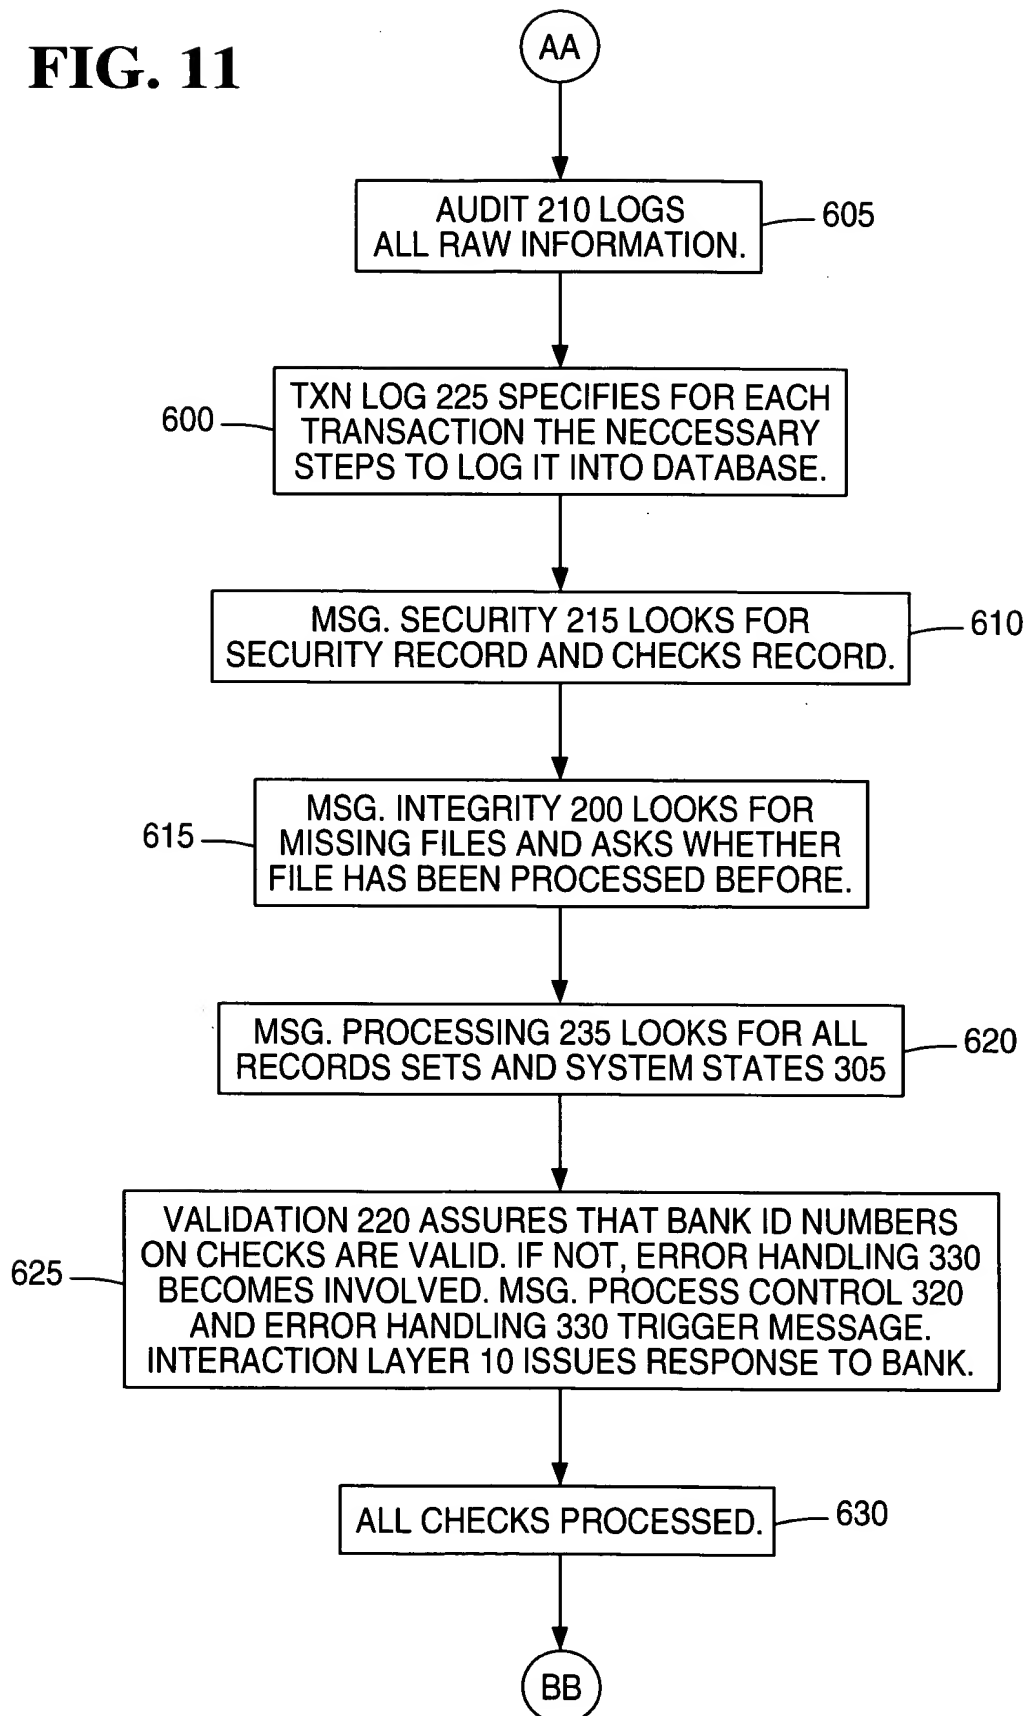 FIG. 11
AA
AUDIT 210 LOGS
ALL RAW INFORMATION.
605
TXN LOG 225 SPECIFIES FOR EACH
TRANSACTION THE NECCESSARY
STEPS TO LOG IT INTO DATABASE.
600
MSG. SECURITY 215 LOOKS FOR
SECURITY RECORD AND CHECKS RECORD.
610
MSG. INTEGRITY 200 LOOKS FOR
MISSING FILES AND ASKS WHETHER
FILE HAS BEEN PROCESSED BEFORE.
615
MSG. PROCESSING 235 LOOKS FOR ALL
RECORDS SETS AND SYSTEM STATES 305
620
VALIDATION 220 ASSURES THAT BANK ID NUMBERS
ON CHECKS ARE VALID. IF NOT, ERROR HANDLING 330
BECOMES INVOLVED. MSG. PROCESS CONTROL 320
AND ERROR HANDLING 330 TRIGGER MESSAGE.
INTERACTION LAYER 10 ISSUES RESPONSE TO BANK.
625
ALL CHECKS PROCESSED.
630
BB